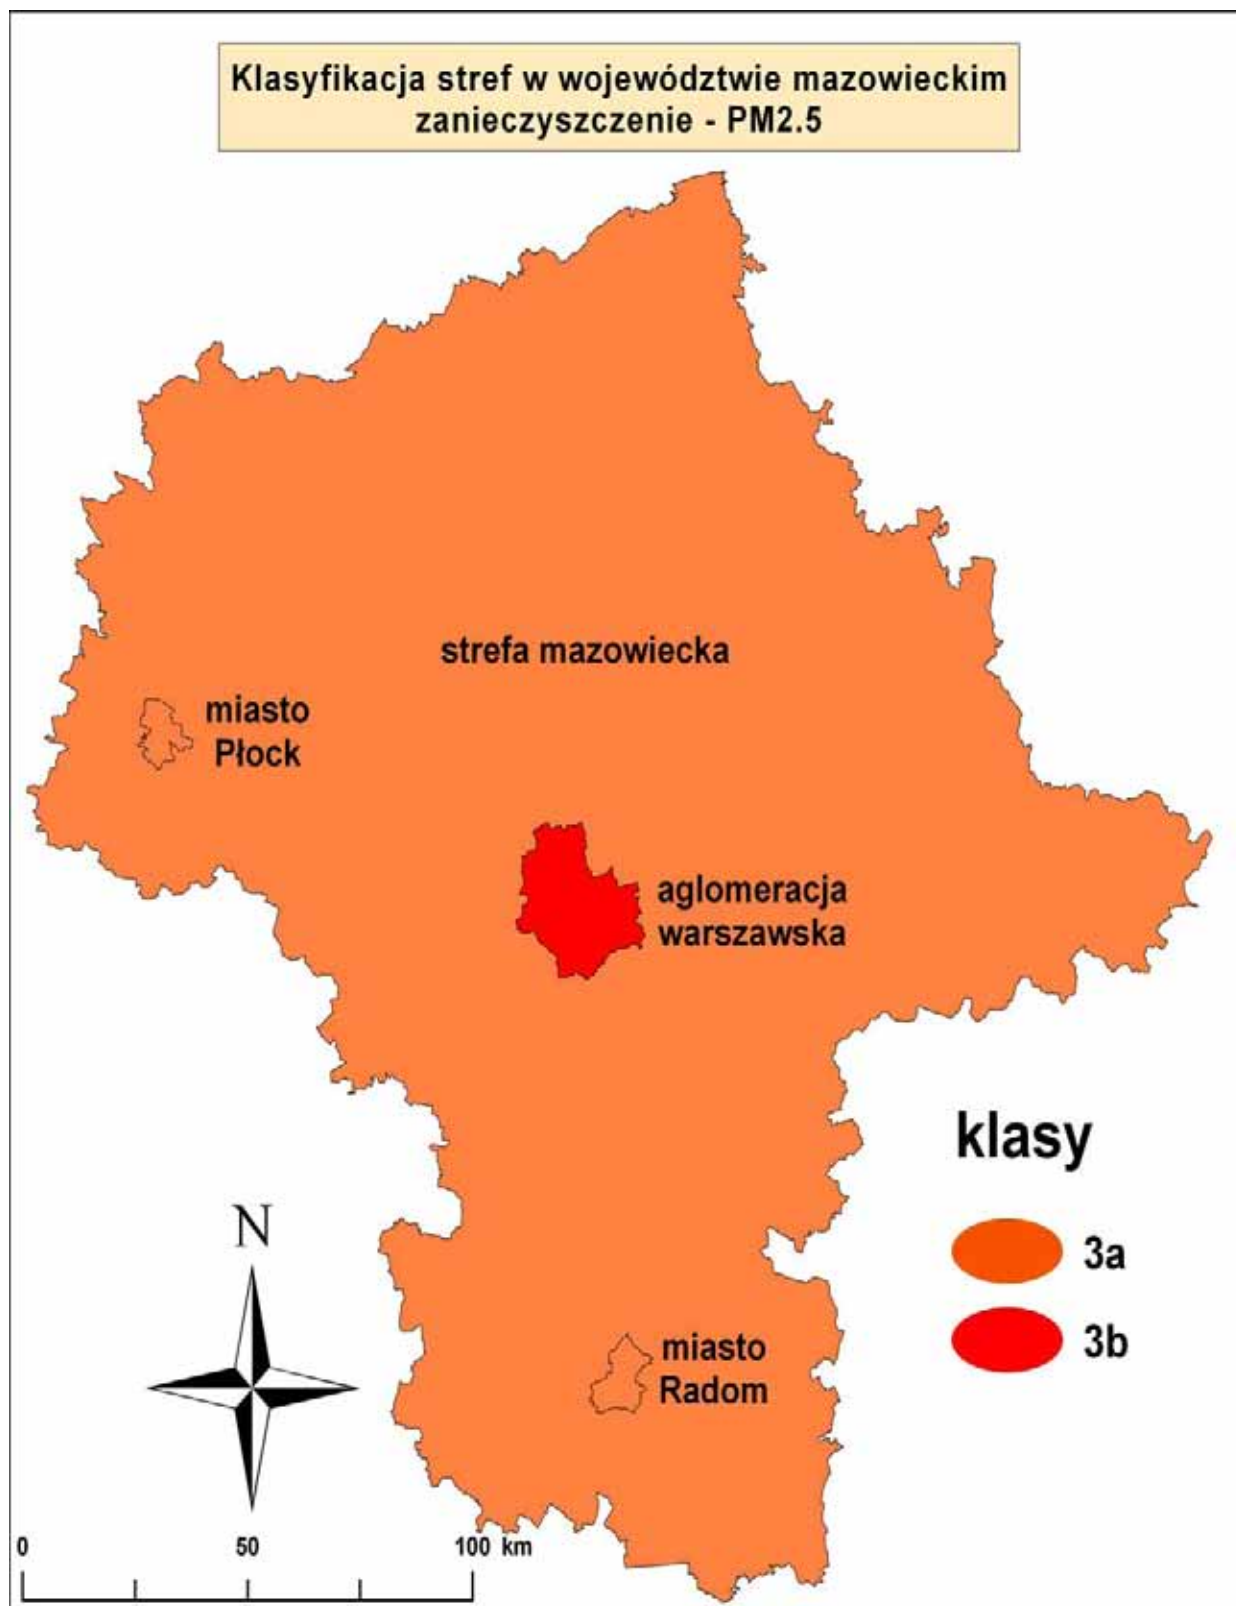 Klasyfikacja stref w województwie mazowieckim
zanieczyszczenie - PM2.5
strefa mazowiecka
miasto
Płock
aglomeracja
warszawska
klasy
3a
3b
N
miasto
Radom
0 50 100 km